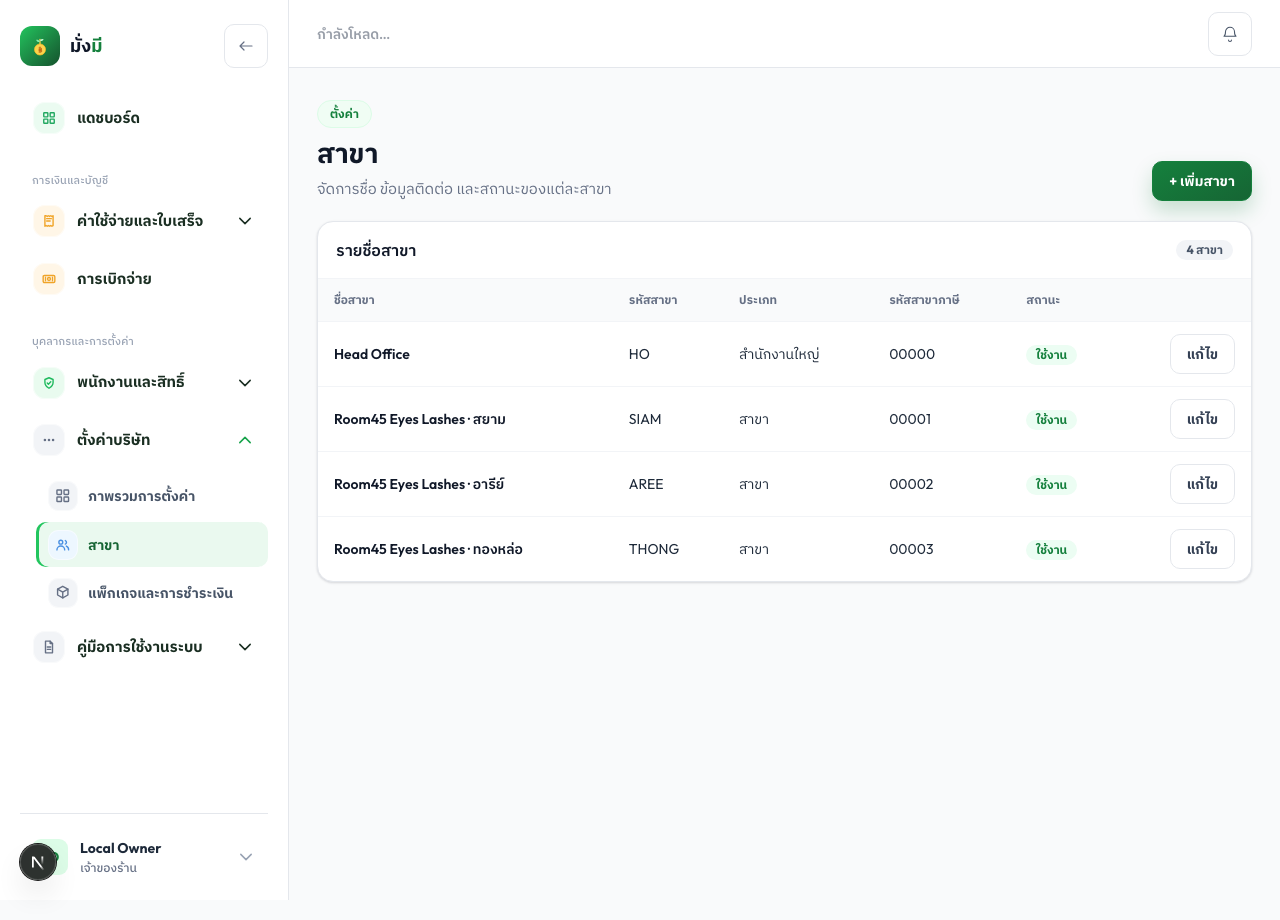 มั่งมี
แดชบอร์ด
การเงินและบัญชี
ค่าใช้จ่ายและใบเสร็จ
การเบิกจ่าย
บุคลากรและการตั้งค่า
พนักงานและสิทธิ์
ตั้งค่าบริษัท
ภาพรวมการตั้งค่า
สาขา
แพ็กเกจและการชำระเงิน
คู่มือการใช้งานระบบ
N
Local Owner
เจ้าของร้าน
กำลังโหลด...
ตั้งค่า
สาขา
จัดการชื่อ ข้อมูลติดต่อ และสถานะของแต่ละสาขา
+ เพิ่มสาขา
รายชื่อสาขา 4 สาขา
ชื่อสาขา รหัสสาขา ประเภท รหัสสาขาภาษี สถานะ
Head Office HO สำนักงานใหญ่ 00000 ใช้งาน แก้ไข
Room45 Eyes Lashes · สยาม SIAM สาขา 00001 ใช้งาน แก้ไข
Room45 Eyes Lashes · อารีย์ AREE สาขา 00002 ใช้งาน แก้ไข
Room45 Eyes Lashes · ทองหล่อ THONG สาขา 00003 ใช้งาน แก้ไข